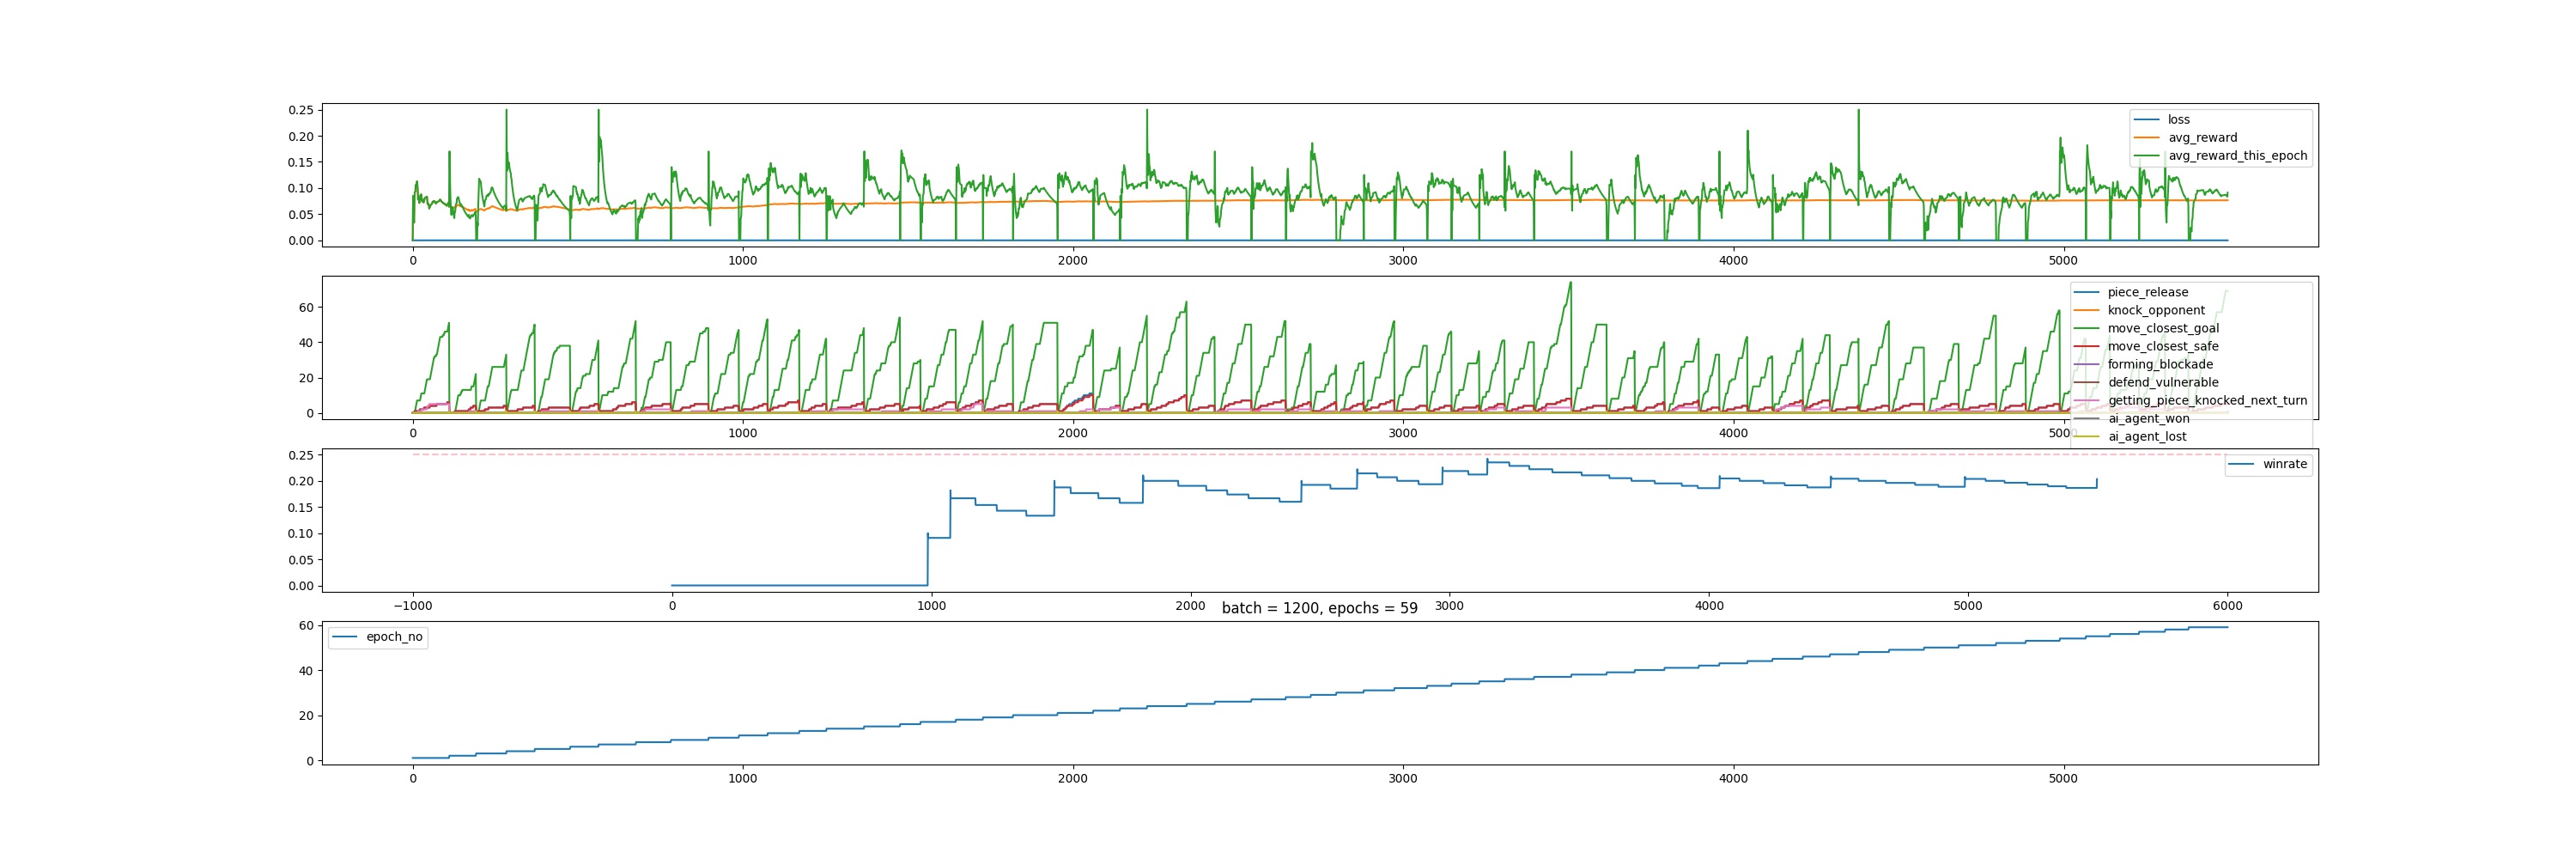 0.25
0.20
0.15
0.10
0.05
0.00
loss
avg_reward
avg_reward_this_epoch
0 1000 2000 3000 4000 5000
60
40
20
0
piece_release
knock_opponent
move_closest_goal
move_closest_safe
forming_blockade
defend_vulnerable
getting_piece_knocked_next_turn
ai_agent_won
ai_agent_lost
0 1000 2000 3000 4000 5000
0.25
0.20
0.15
0.10
0.05
0.00
winrate
−1000 0 1000 2000 3000 4000 5000 6000
batch = 1200, epochs = 59
60
40
20
0
epoch_no
0 1000 2000 3000 4000 5000